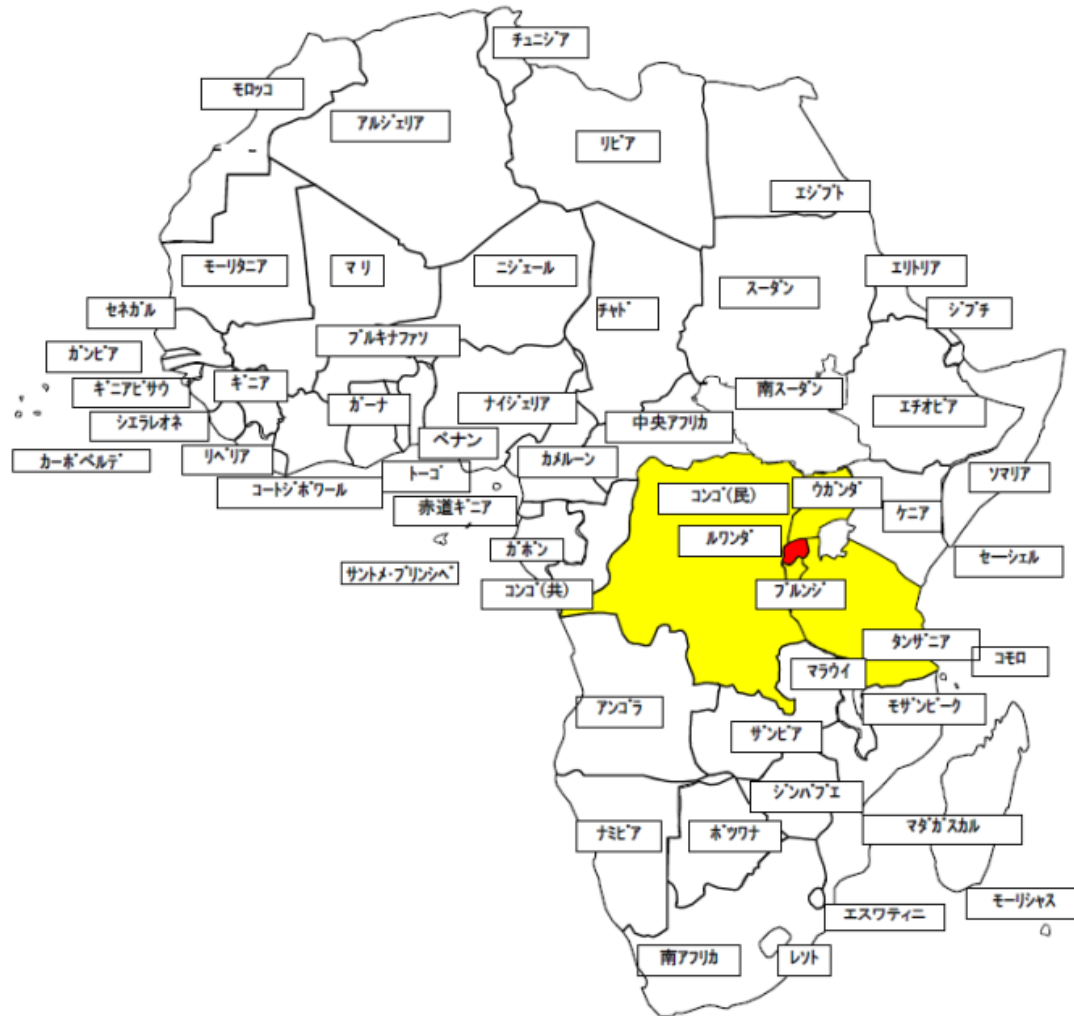 チュニジア
モロッコ
アルジェリア
リビア
エジプト
モーリタニア
マリ
ニジェール
スーダン
エリトリア
セネガル
チャド
ジブチ
ブルキナファソ
ガンビア
ギニアビサウ
ギニア
南スーダン
エチオピア
ガーナ
ナイジェリア
シエラレオネ
中央アフリカ
ベナン
カーボベルデ
リベリア
カメルーン
トーゴ
ソマリア
コートジボワール
コンゴ(民)
ウガンダ
赤道ギニア
ケニア
ルワンダ
ガボン
セーシェル
サントメ・プリンシペ
コンゴ(共)
ブルンジ
タンザニア
コモロ
マラウイ
アンゴラ
モザンビーク
ザンビア
ジンバブエ
ナミビア
ボツワナ
マダガスカル
モーリシャス
エスワティニ
南アフリカ
レソト